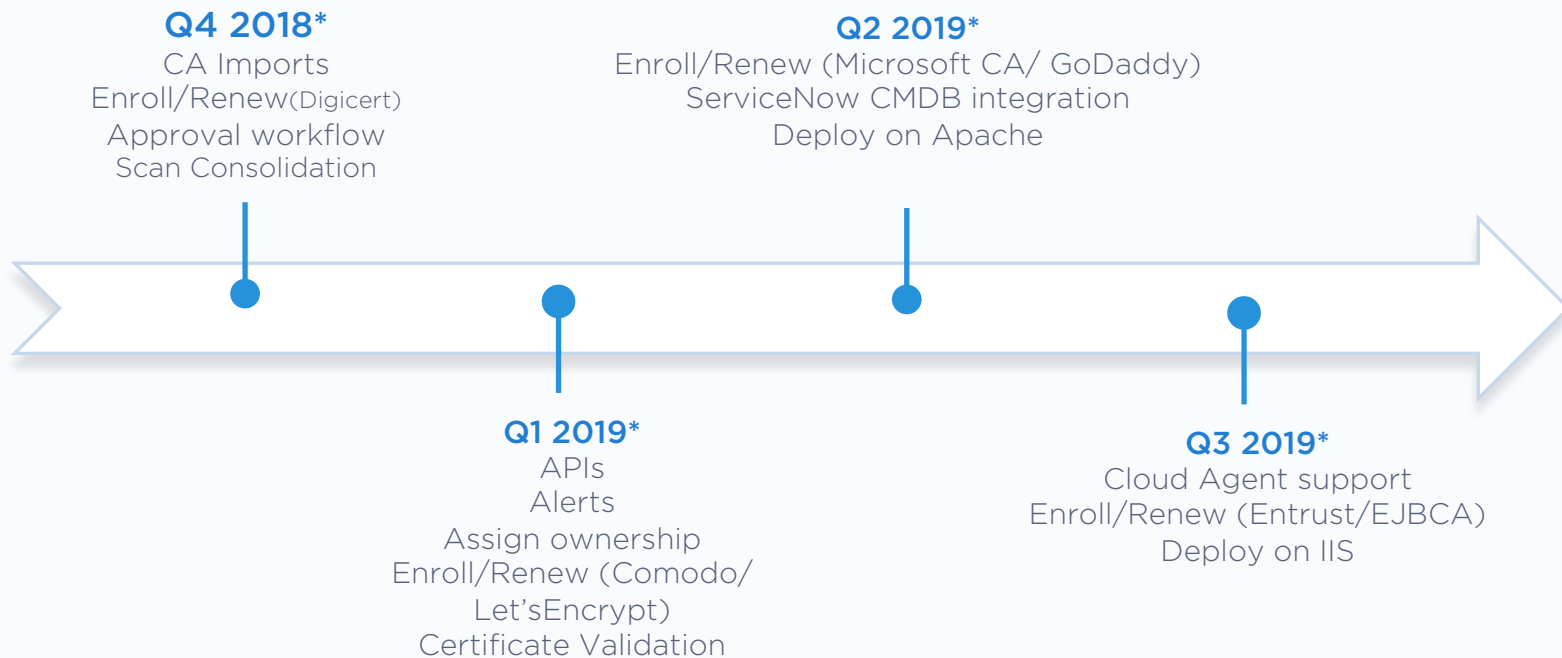 Q4 2018*
CA Imports
Enroll/Renew(Digicert)
Approval workflow
Scan Consolidation
Q2 2019*
Enroll/Renew (Microsoft CA/ GoDaddy)
ServiceNow CMDB integration
Deploy on Apache
Q1 2019*
APIs
Alerts
Assign ownership
Enroll/Renew (Comodo/
Let'sEncrypt)
Certificate Validation
Q3 2019*
Cloud Agent support
Enroll/Renew (Entrust/EJBCA)
Deploy on IIS